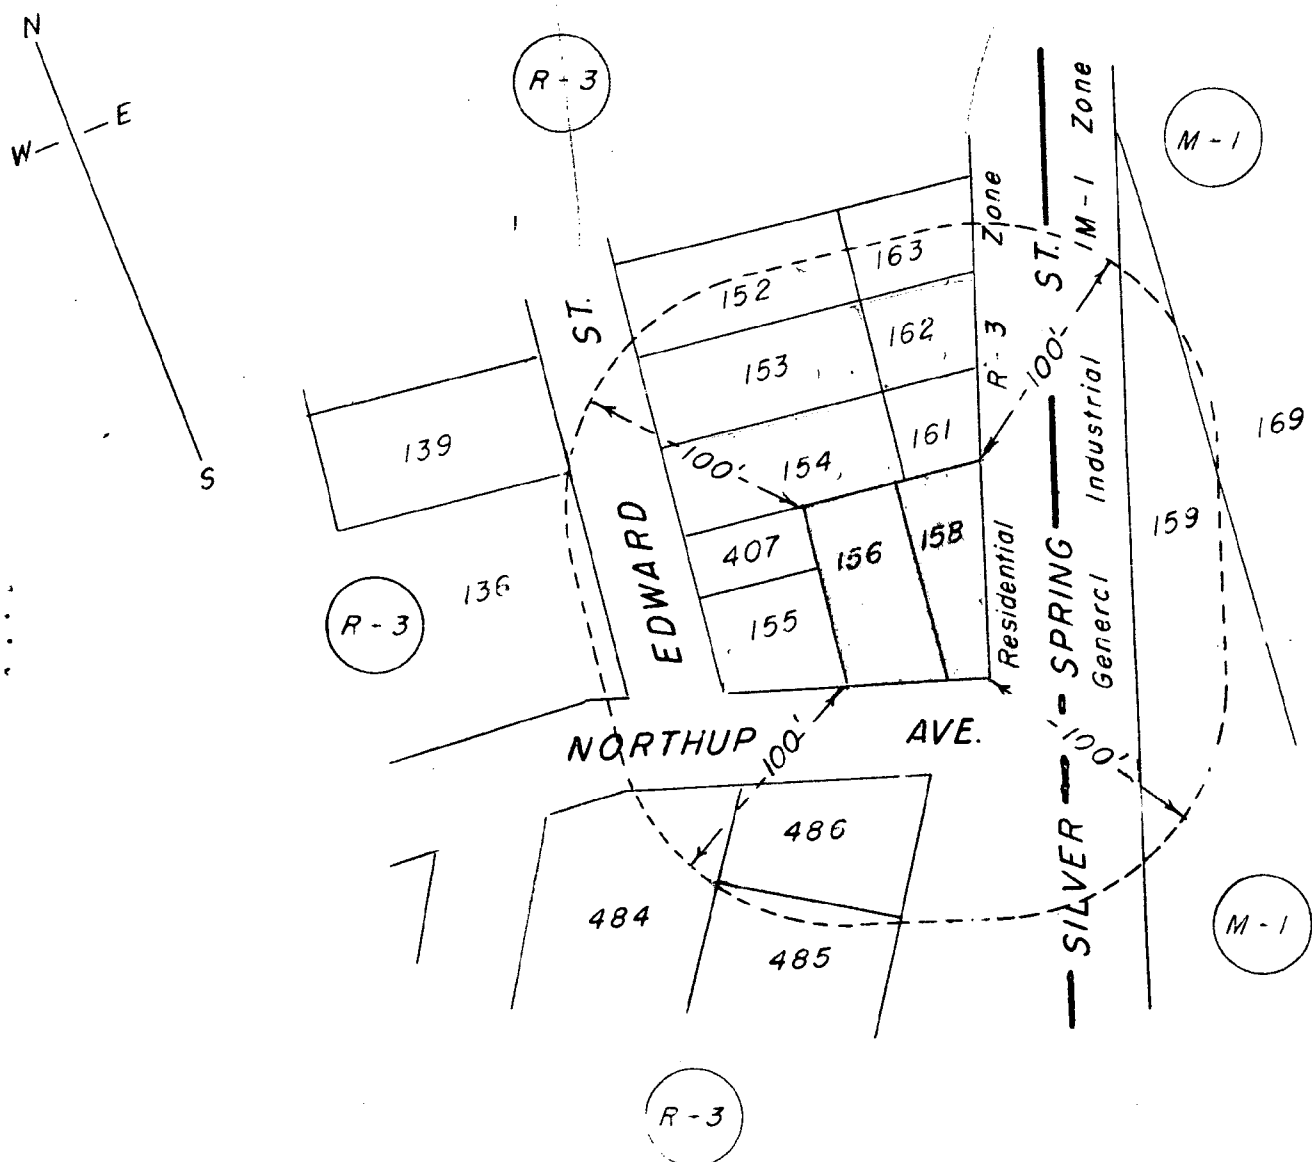 N
W
E
S
R-3
M-1
R-3 Residential Zone
M-1 General Industrial Zone
152
163
153
162
154
161
139
136
407
155
156
158
159
169
R-3
EDWARD ST.
SILVER SPRING ST.
NORTHUP AVE.
100'
100'
100'
100'
484
486
485
M-1
R-3